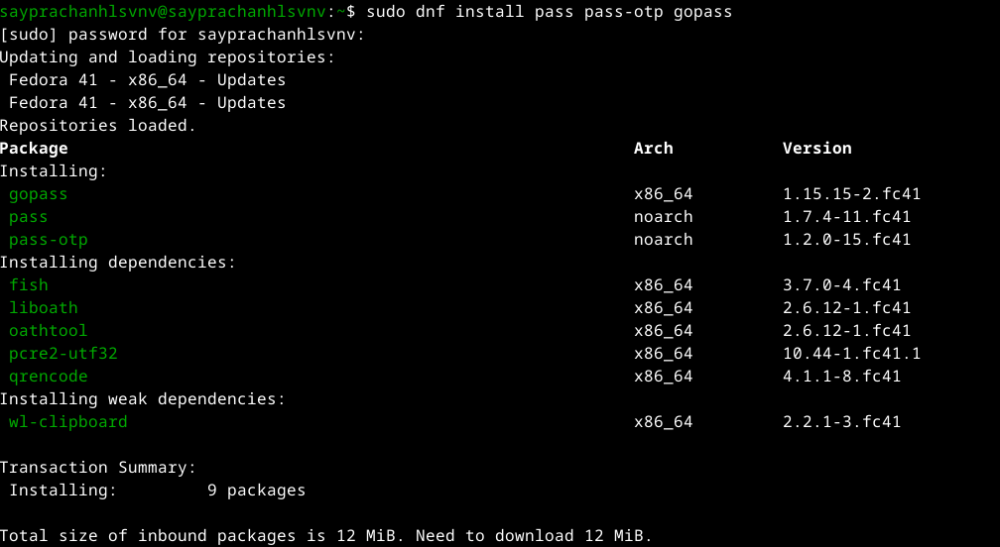 sayprachanhlsvnv@sayprachanhlsvnv:~$ sudo dnf install pass pass-otp gopass
[sudo] password for sayprachanhlsvnv:
Updating and loading repositories:
Fedora 41 - x86_64 - Updates
Fedora 41 - x86_64 - Updates
Repositories loaded.
Package Arch Version
Installing:
gopass x86_64 1.15.15-2.fc41
pass noarch 1.7.4-11.fc41
pass-otp noarch 1.2.0-15.fc41
Installing dependencies:
fish x86_64 3.7.0-4.fc41
liboath x86_64 2.6.12-1.fc41
oathtool x86_64 2.6.12-1.fc41
pcre2-utf32 x86_64 10.44-1.fc41.1
qrencode x86_64 4.1.1-8.fc41
Installing weak dependencies:
wl-clipboard x86_64 2.2.1-3.fc41
Transaction Summary:
Installing: 9 packages
Total size of inbound packages is 12 MiB. Need to download 12 MiB.